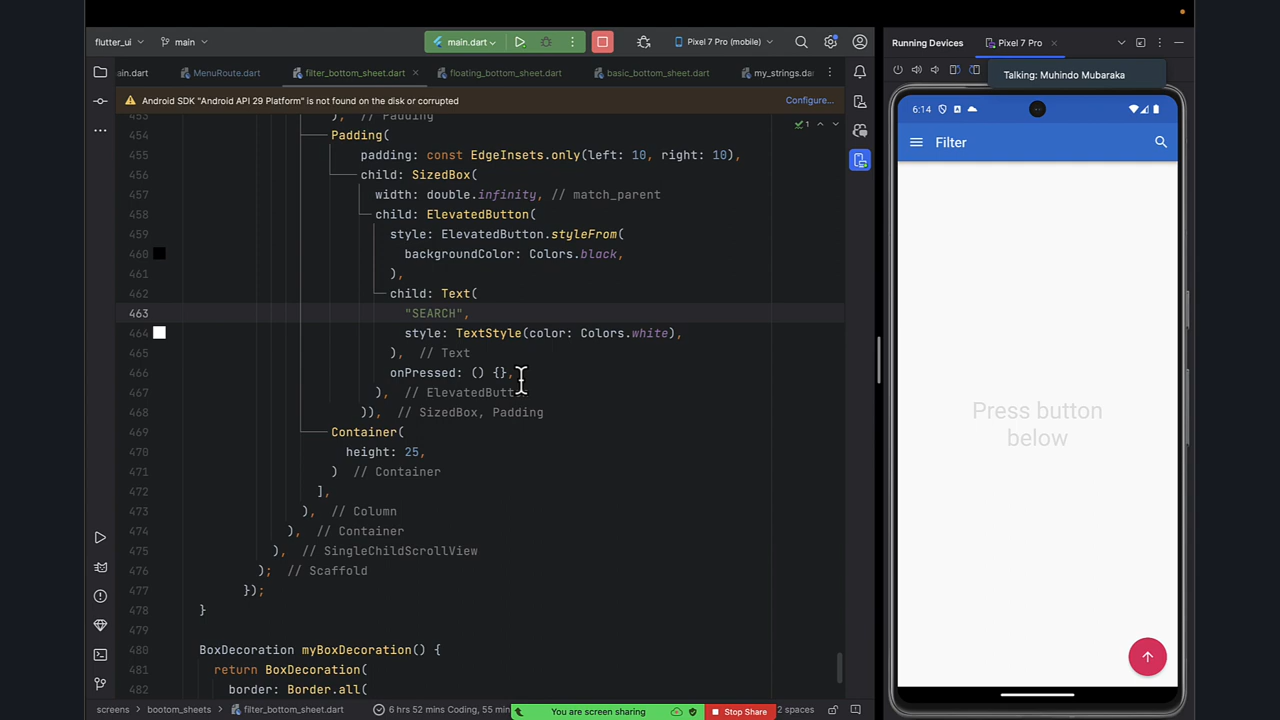 flutter_ui
main
main.dart
Pixel 7 Pro (mobile)
Running Devices
Pixel 7 Pro
ain.dart
MenuRoute.dart
filter_bottom_sheet.dart
floating_bottom_sheet.dart
basic_bottom_sheet.dart
my_strings.dart
Talking: Muhindo Mubaraka
Android SDK "Android API 29 Platform" is not found on the disk or corrupted
Configure...
1
453 ), // Padding
454 Padding(
455 padding: const EdgeInsets.only(left: 10, right: 10),
456 child: SizedBox(
457 width: double.infinity, // match_parent
458 child: ElevatedButton(
459 style: ElevatedButton.styleFrom(
460 backgroundColor: Colors.black,
461 ),
462 child: Text(
463 "SEARCH",
464 style: TextStyle(color: Colors.white),
465 ), // Text
466 onPressed: () {},
467 ), // ElevatedButton
468 )), // SizedBox, Padding
469 Container(
470 height: 25,
471 ) // Container
472 ],
473 ), // Column
474 ), // Container
475 ), // SingleChildScrollView
476 ); // Scaffold
477 });
478 }
479
480 BoxDecoration myBoxDecoration() {
481 return BoxDecoration(
482 border: Border.all(
6:14
Filter
Press button
below
screens
bootom_sheets
filter_bottom_sheet.dart
6 hrs 52 mins Coding, 55 min
You are screen sharing
Stop Share
2 spaces